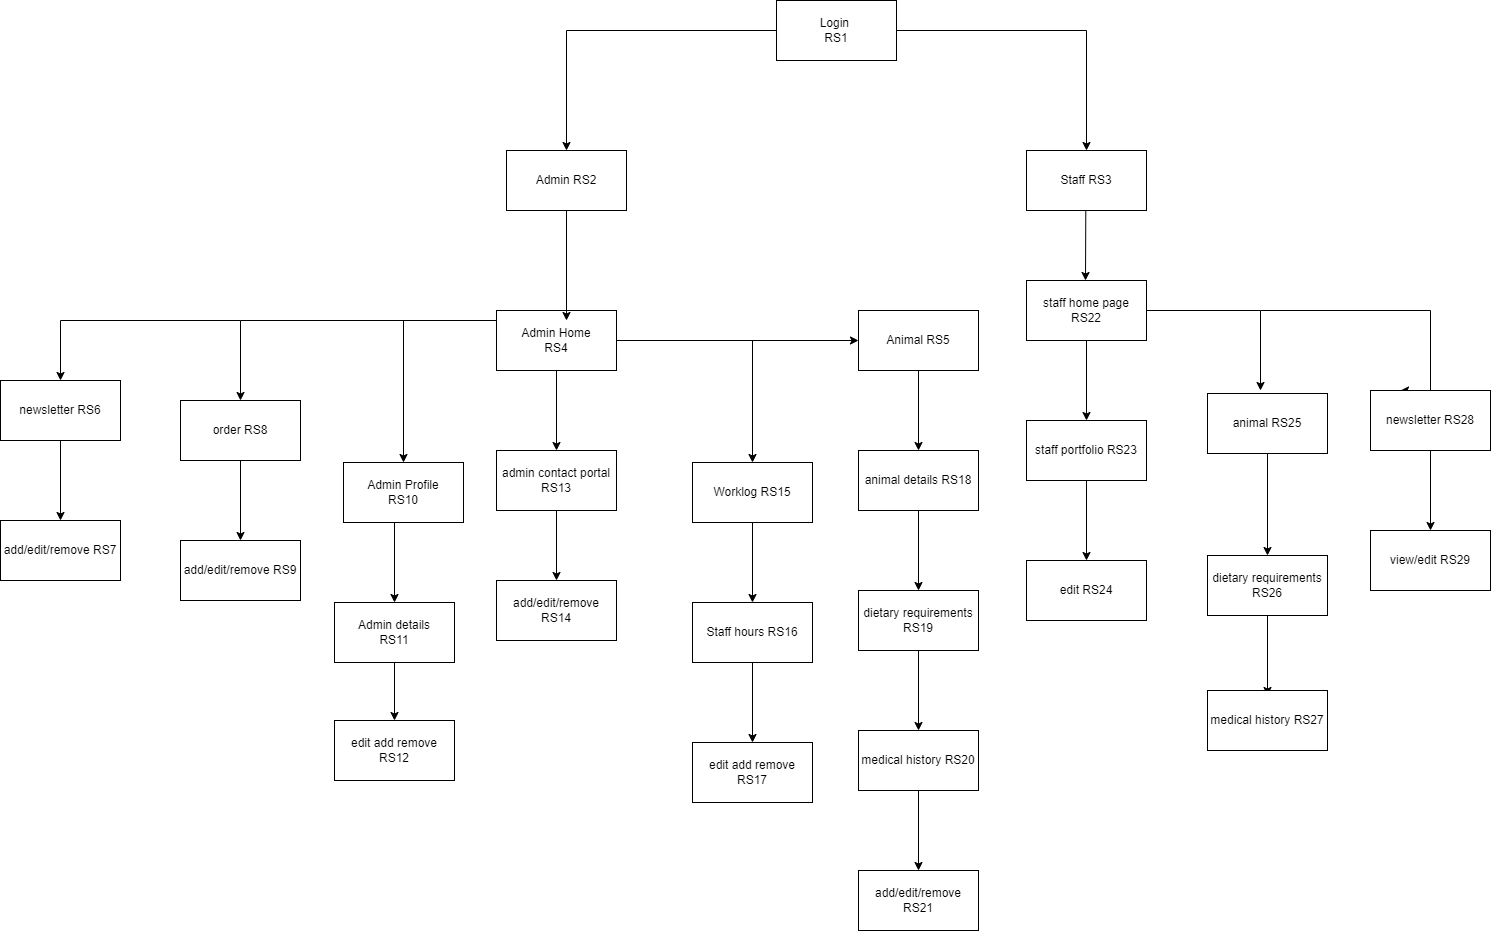 Login
RS1
Admin RS2
Staff RS3
staff home page
RS22
Admin Home
RS4
Animal RS5
newsletter RS6
order RS8
animal RS25
newsletter RS28
staff portfolio RS23
admin contact portal
RS13
animal details RS18
Admin Profile
RS10
Worklog RS15
add/edit/remove RS7
add/edit/remove RS9
view/edit RS29
dietary requirements
RS26
edit RS24
add/edit/remove
RS14
dietary requirements
RS19
Admin details
RS11
Staff hours RS16
medical history RS27
edit add remove
RS12
medical history RS20
edit add remove
RS17
add/edit/remove
RS21